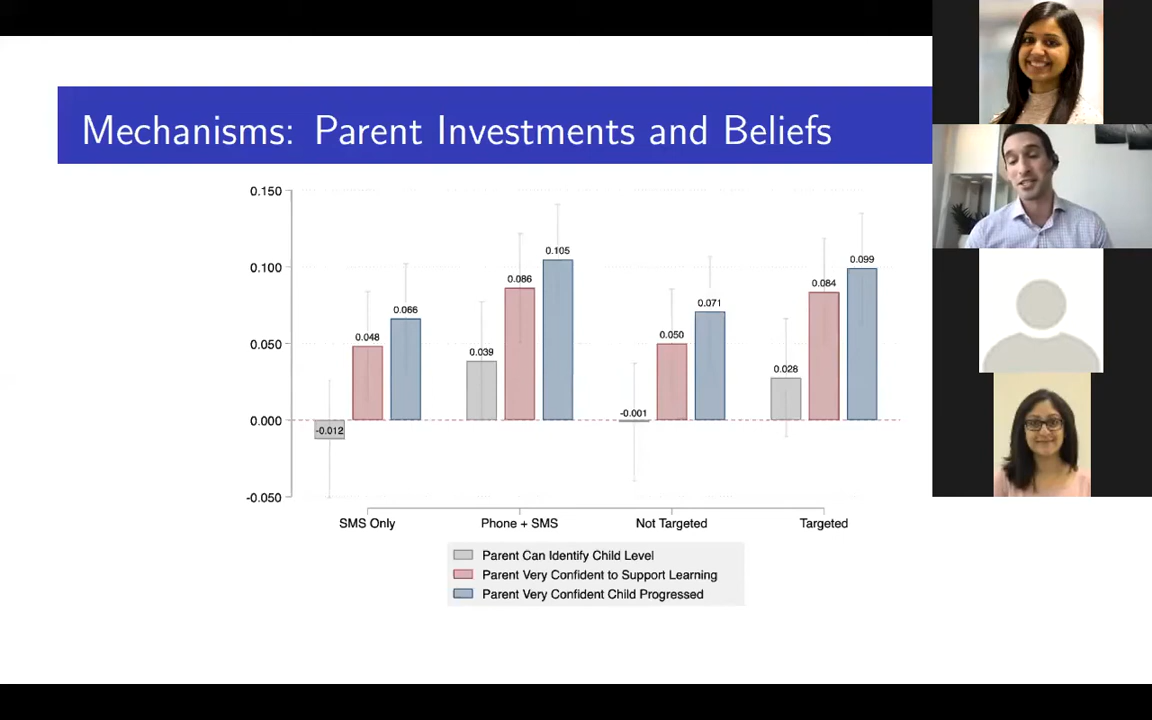 Mechanisms: Parent Investments and Beliefs
0.150
0.100
0.050
0.000
-0.050
-0.012
0.048
0.066
0.039
0.086
0.105
-0.001
0.050
0.071
0.028
0.084
0.099
SMS Only
Phone + SMS
Not Targeted
Targeted
Parent Can Identify Child Level
Parent Very Confident to Support Learning
Parent Very Confident Child Progressed